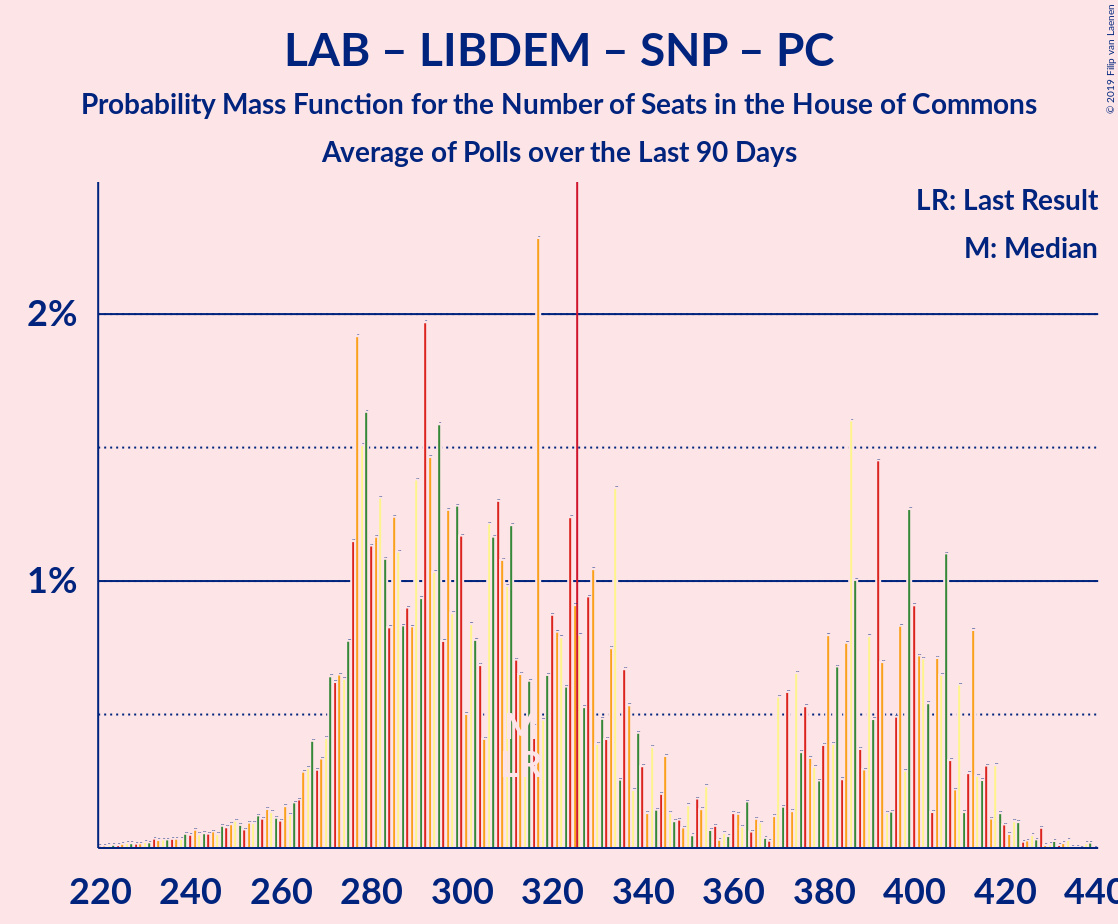 LAB – LIBDEM – SNP – PC
Probability Mass Function for the Number of Seats in the House of Commons
Average of Polls over the Last 90 Days
© 2019 Filip van Laenen
LR: Last Result
M: Median
2%
1%
M
LR
220 240 260 280 300 320 340 360 380 400 420 440